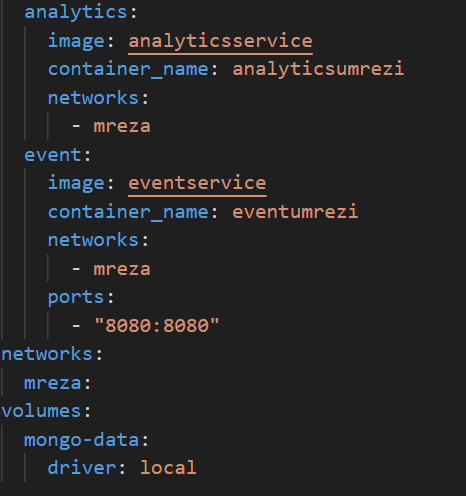 analytics:
image: analyticsservice
container_name: analyticsumrezi
networks:
- mreza
event:
image: eventservice
container_name: eventumrezi
networks:
- mreza
ports:
- "8080:8080"
networks:
mreza:
volumes:
mongo-data:
driver: local